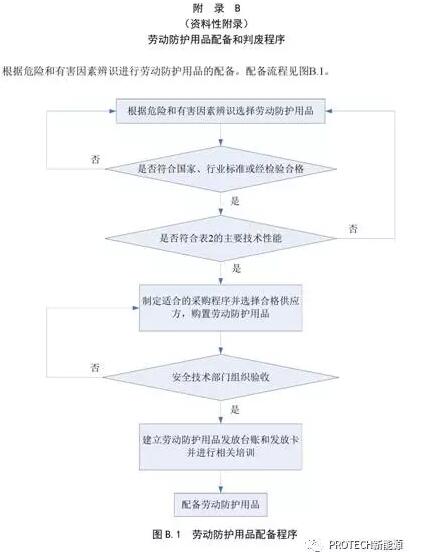 附 录 B
（资料性附录）
劳动防护用品配备和判废程序
根据危险和有害因素辨识进行劳动防护用品的配备。配备流程见图B.1。
根据危险和有害因素辨识选择劳动防护用品
否
是否符合国家、行业标准或经检验合格
是
是否符合表2的主要技术性能
否
是
制定适合的采购程序并选择合格供应
方，购置劳动防护用品
否
安全技术部门组织验收
是
建立劳动防护用品发放台账和发放卡
并进行相关培训
配备劳动防护用品
图 B.1 劳动防护用品配备程序
PROTECH新能源